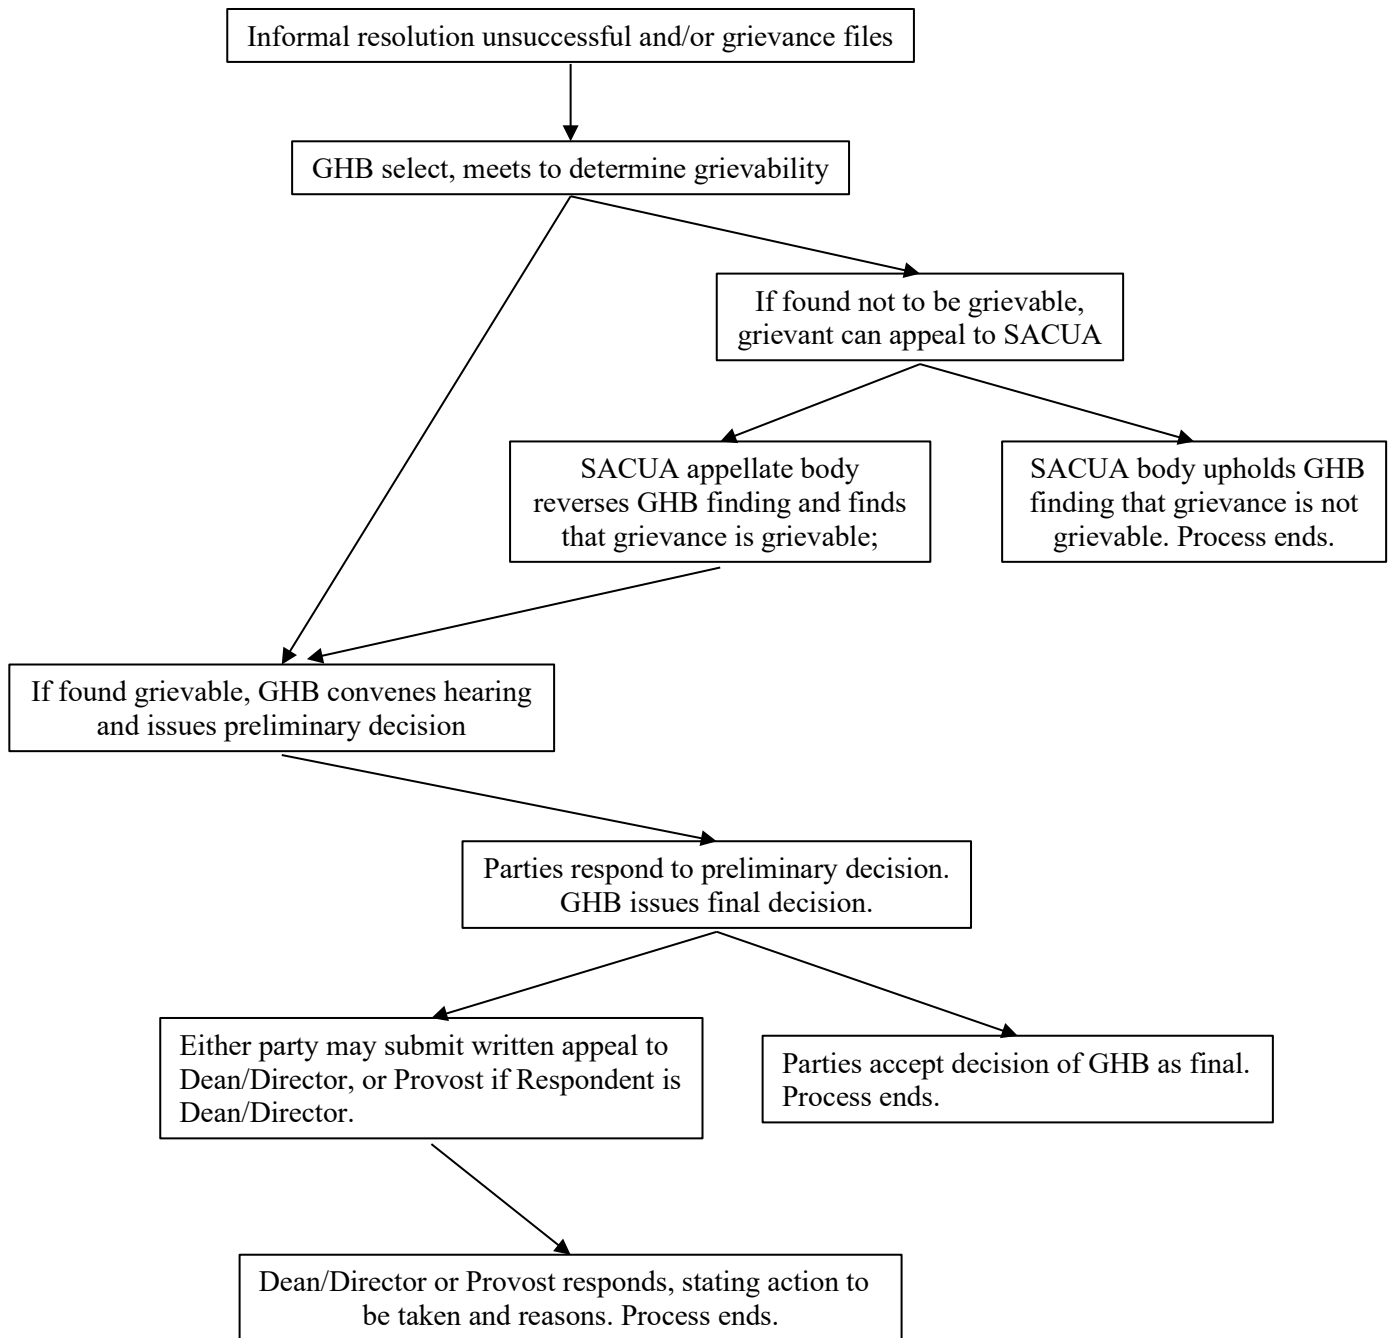 Informal resolution unsuccessful and/or grievance files
GHB select, meets to determine grievability
If found not to be grievable,
grievant can appeal to SACUA
SACUA appellate body
reverses GHB finding and finds
that grievance is grievable;
SACUA body upholds GHB
finding that grievance is not
grievable. Process ends.
If found grievable, GHB convenes hearing
and issues preliminary decision
Parties respond to preliminary decision.
GHB issues final decision.
Either party may submit written appeal to
Dean/Director, or Provost if Respondent is
Dean/Director.
Parties accept decision of GHB as final.
Process ends.
Dean/Director or Provost responds, stating action to
be taken and reasons. Process ends.